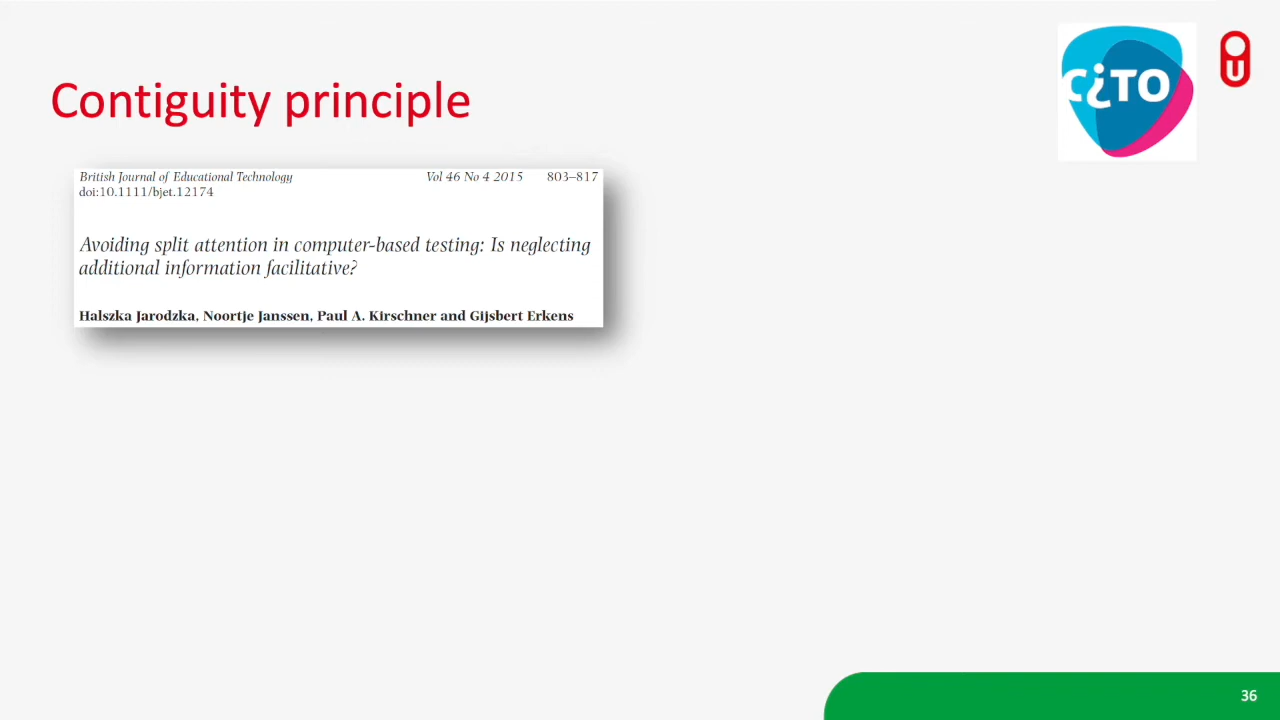 Contiguity principle
C¿TO
U
British Journal of Educational Technology Vol 46 No 4 2015 803–817
doi:10.1111/bjet.12174
Avoiding split attention in computer-based testing: Is neglecting
additional information facilitative?
Halszka Jarodzka, Noortje Janssen, Paul A. Kirschner and Gijsbert Erkens
36